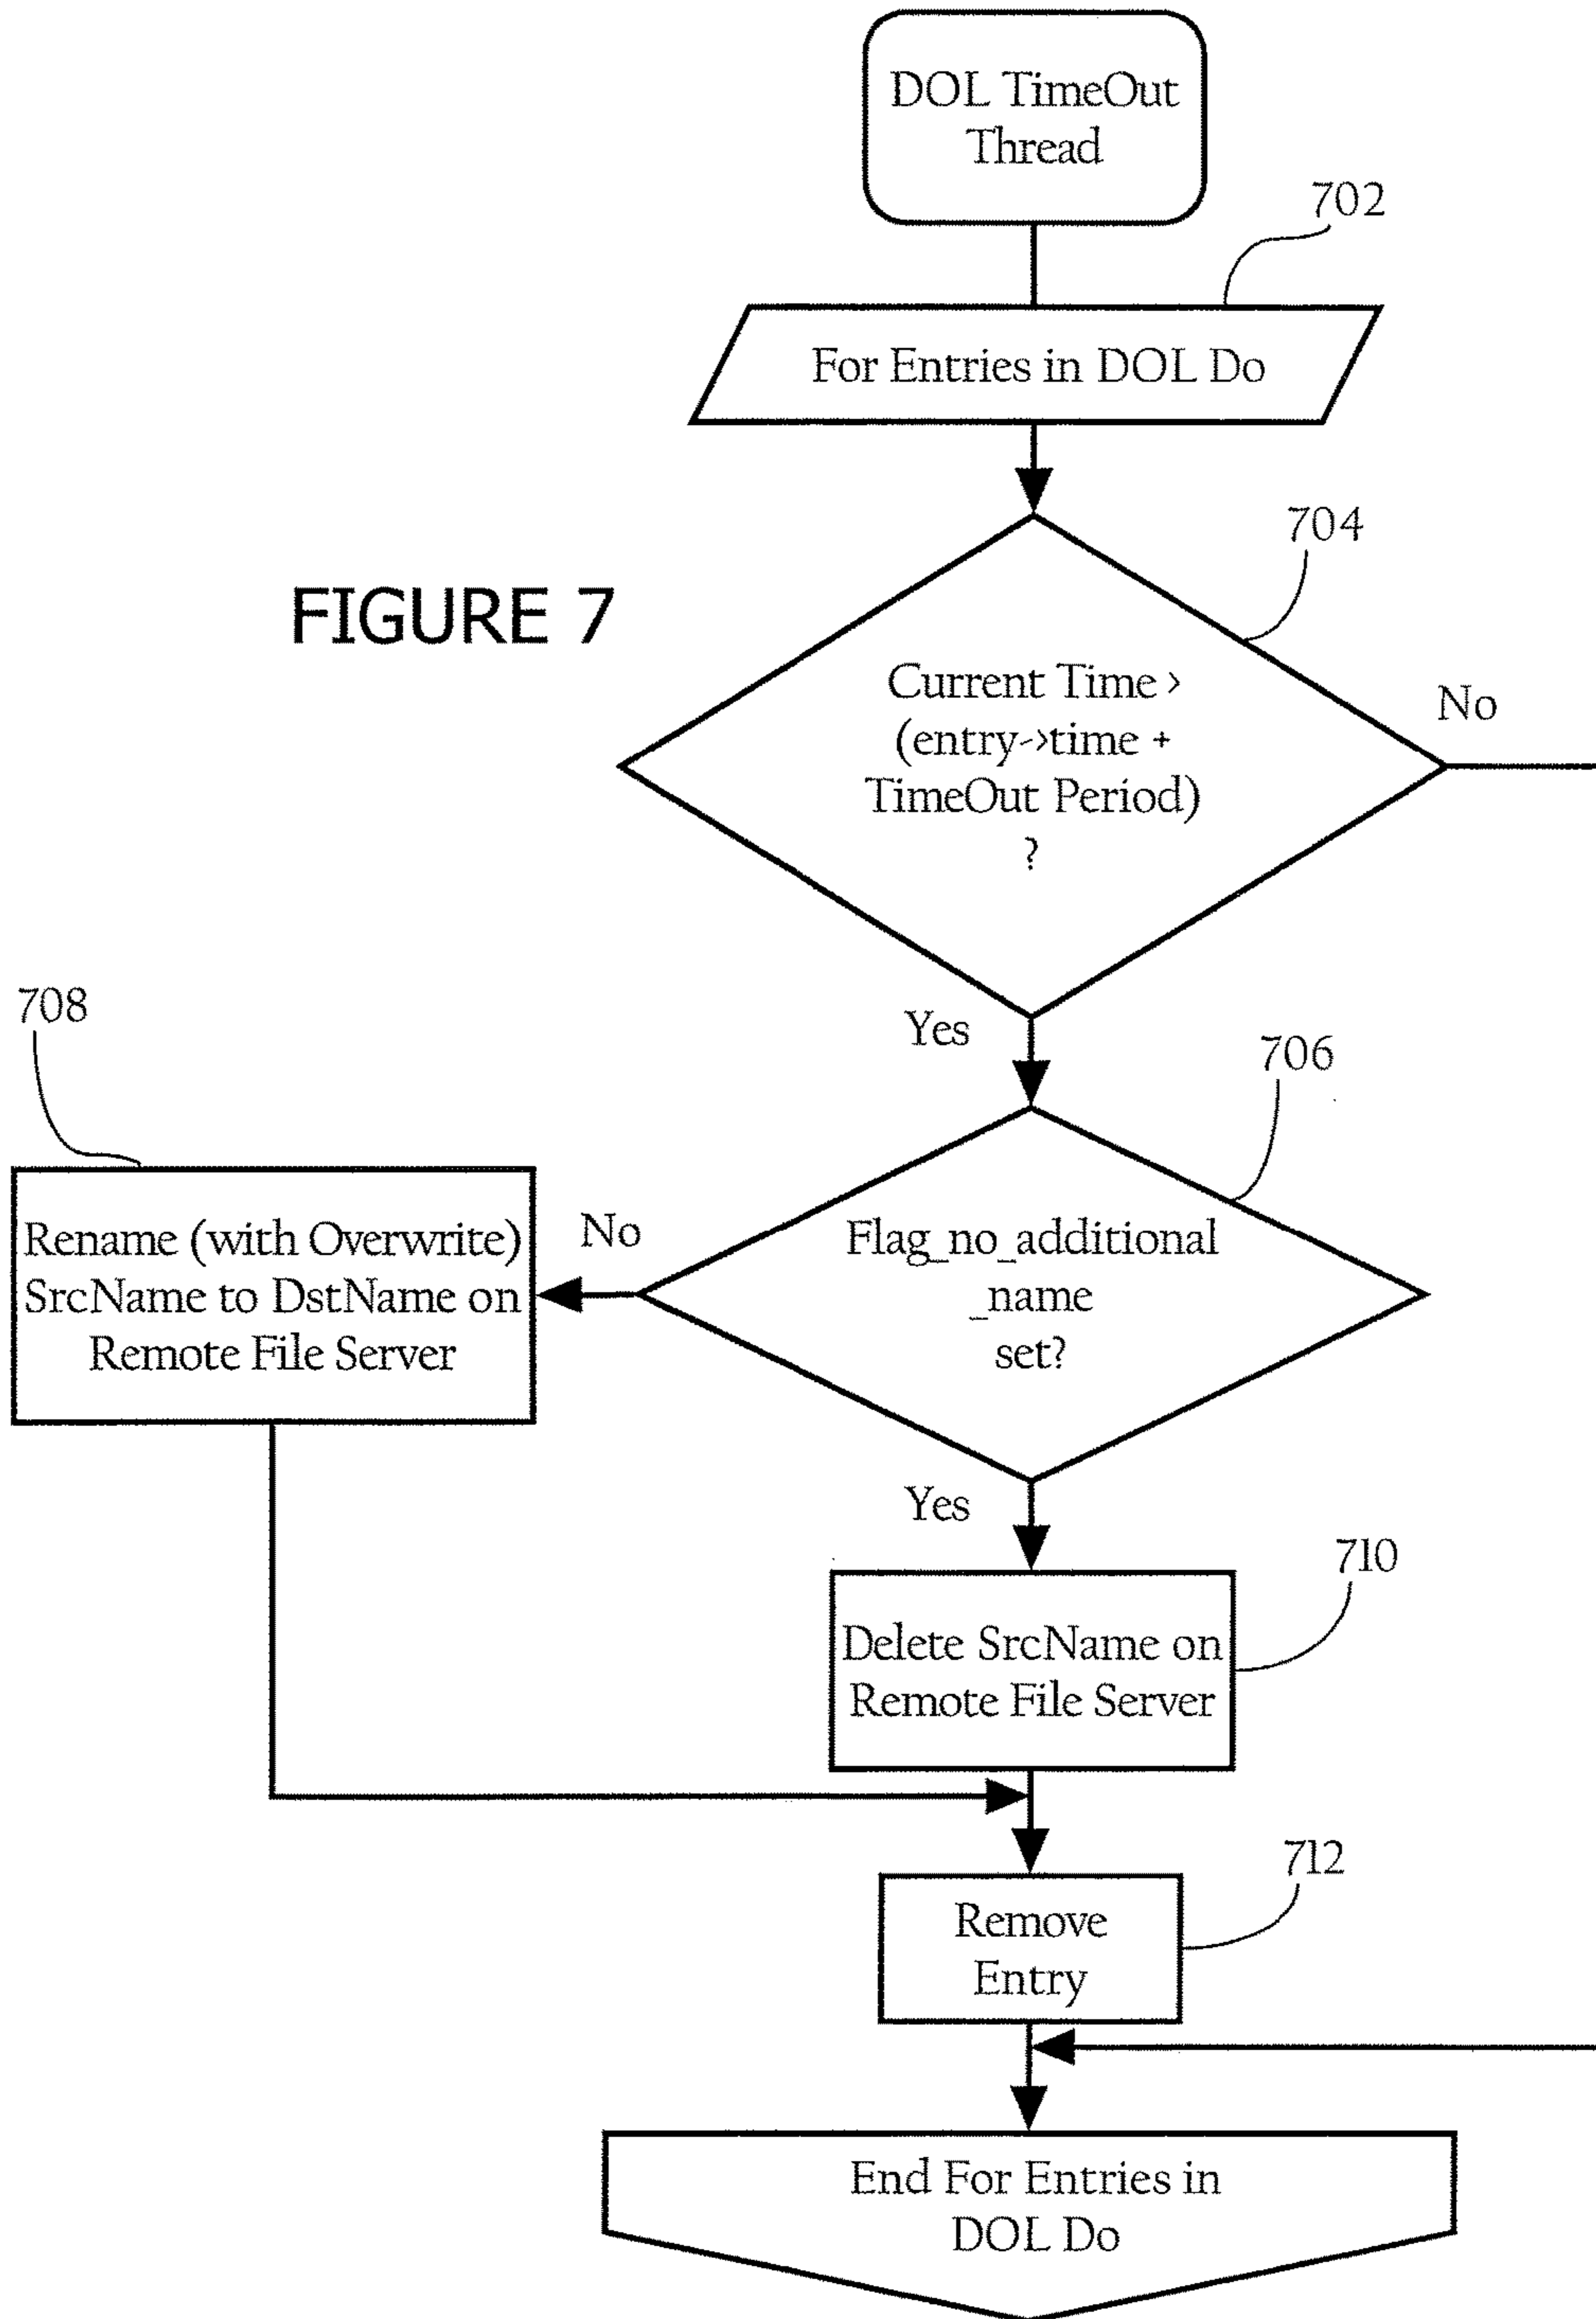 DOL TimeOut
Thread
702
For Entries in DOL Do
704
FIGURE 7
Current Time >
(entry->time +
TimeOut Period)
?
No
Yes
708
706
Rename (with Overwrite)
SrcName to DstName on
Remote File Server
No
Flag_no_additional
_name
set?
Yes
710
Delete SrcName on
Remote File Server
712
Remove
Entry
End For Entries in
DOL Do